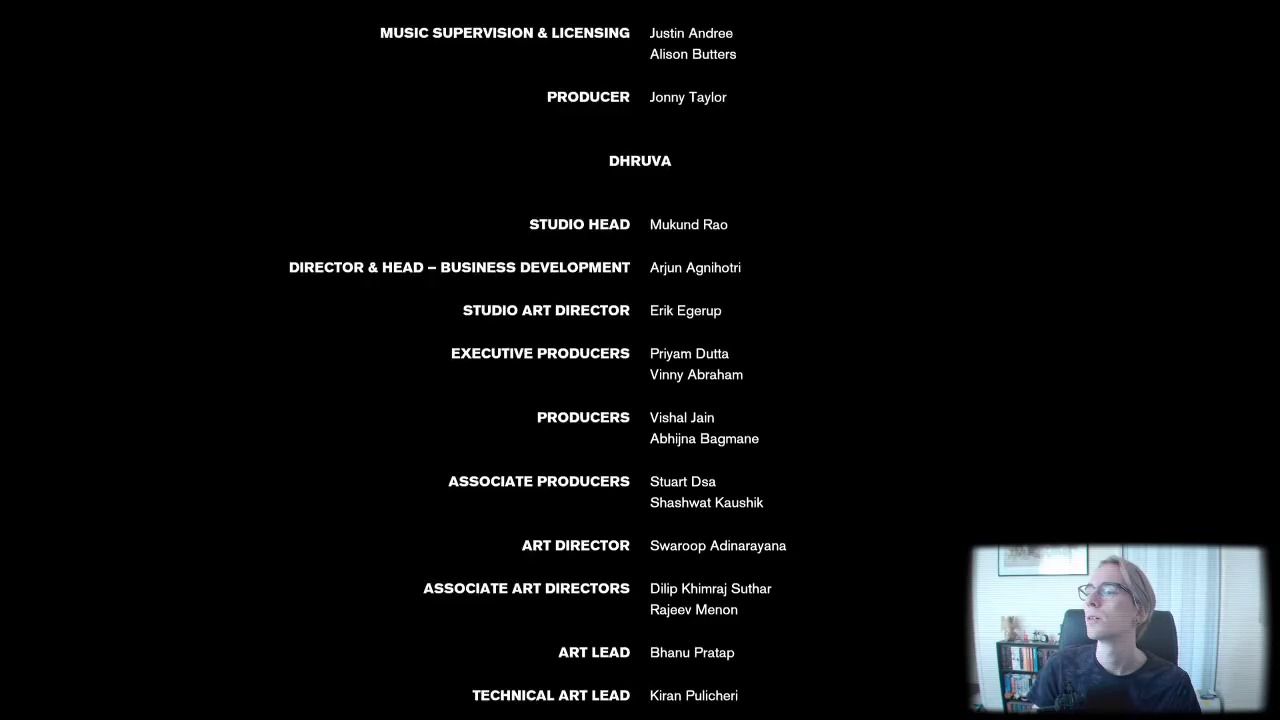 MUSIC SUPERVISION & LICENSING Justin Andree
Alison Butters
PRODUCER Jonny Taylor
DHRUVA
STUDIO HEAD Mukund Rao
DIRECTOR & HEAD – BUSINESS DEVELOPMENT Arjun Agnihotri
STUDIO ART DIRECTOR Erik Egerup
EXECUTIVE PRODUCERS Priyam Dutta
Vinny Abraham
PRODUCERS Vishal Jain
Abhijna Bagmane
ASSOCIATE PRODUCERS Stuart Dsa
Shashwat Kaushik
ART DIRECTOR Swaroop Adinarayana
ASSOCIATE ART DIRECTORS Dilip Khimraj Suthar
Rajeev Menon
ART LEAD Bhanu Pratap
TECHNICAL ART LEAD Kiran Pulicheri